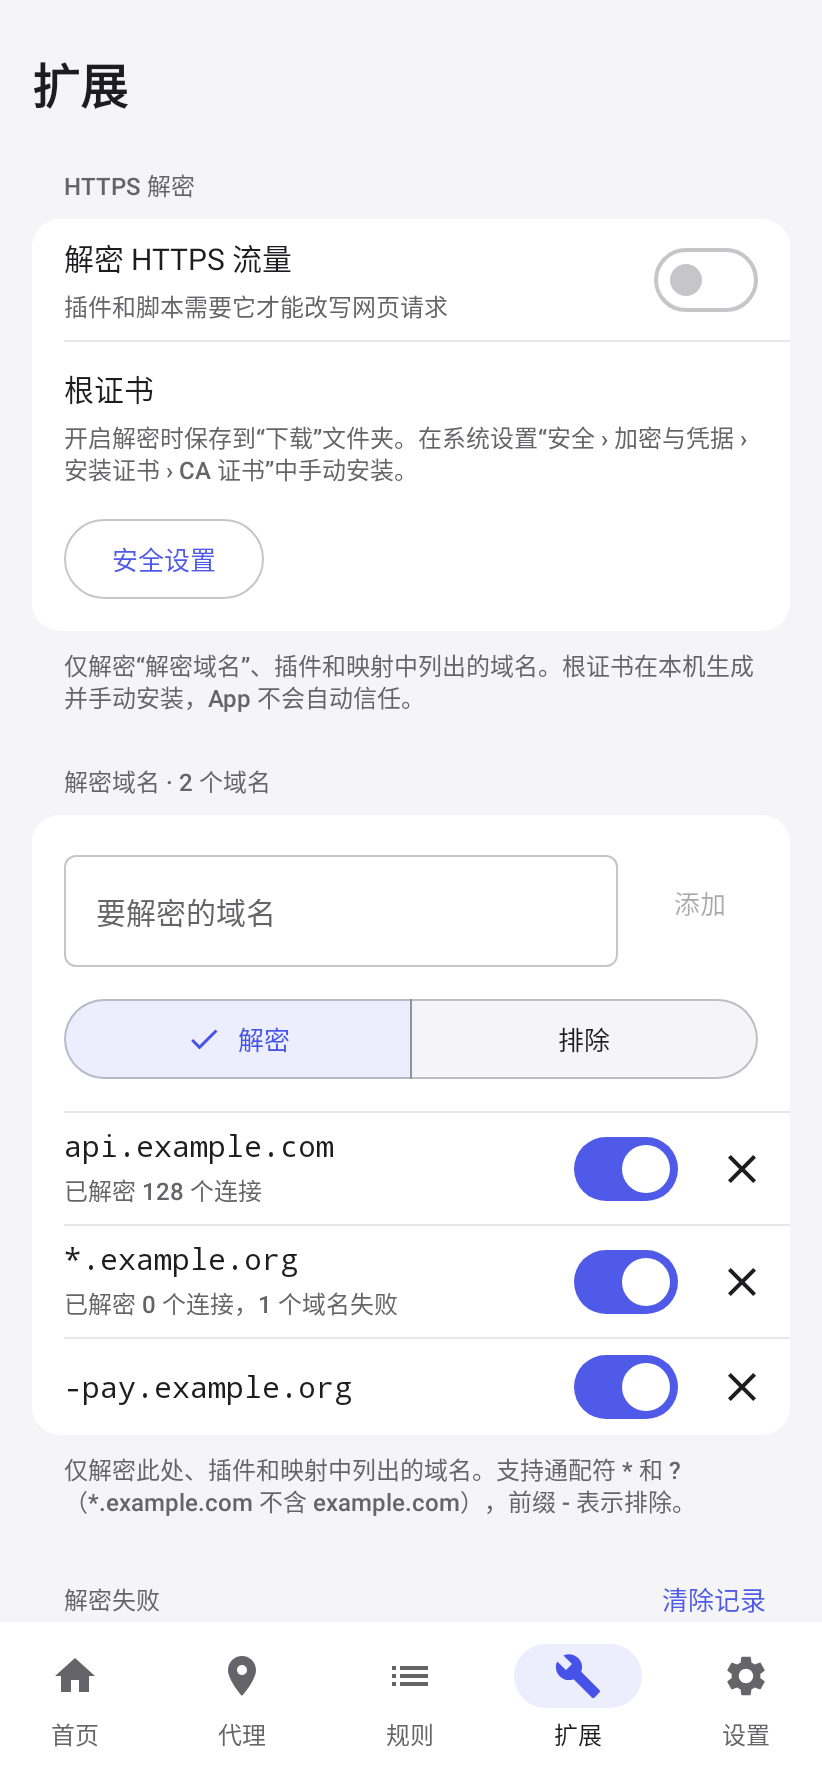 扩展
HTTPS 解密
解密 HTTPS 流量
插件和脚本需要它才能改写网页请求
根证书
开启解密时保存到“下载”文件夹。在系统设置“安全 › 加密与凭据 ›
安装证书 › CA 证书”中手动安装。
安全设置
仅解密“解密域名”、插件和映射中列出的域名。根证书在本机生成
并手动安装，App 不会自动信任。
解密域名 · 2 个域名
要解密的域名
添加
解密
排除
api.example.com
已解密 128 个连接
*.example.org
已解密 0 个连接，1 个域名失败
-pay.example.org
仅解密此处、插件和映射中列出的域名。支持通配符 * 和 ?
（*.example.com 不含 example.com），前缀 - 表示排除。
解密失败
清除记录
首页
代理
规则
扩展
设置